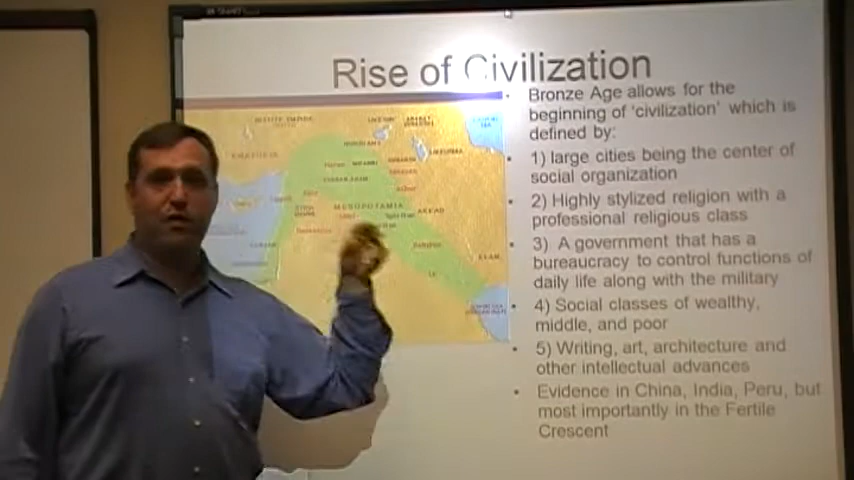 Rise of Civilization
Bronze Age allows for the
beginning of 'civilization' which is
defined by:
1) large cities being the center of
social organization
2) Highly stylized religion with a
professional religious class
3) A government that has a
bureaucracy to control functions of
daily life along with the military
4) Social classes of wealthy,
middle, and poor
5) Writing, art, architecture and
other intellectual advances
Evidence in China, India, Peru, but
most importantly in the Fertile
Crescent
MESOPOTAMIA
AKKAD
ELAM